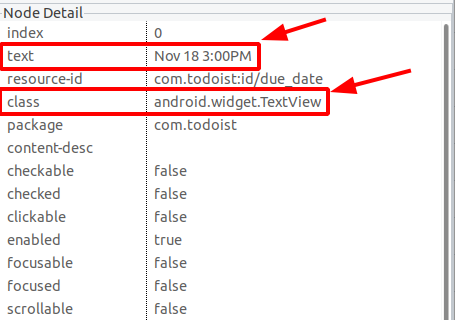 Node Detail
index 0
text Nov 18 3:00PM
resource-id com.todoist:id/due_date
class android.widget.TextView
package com.todoist
content-desc
checkable false
checked false
clickable false
enabled true
focusable false
focused false
scrollable false